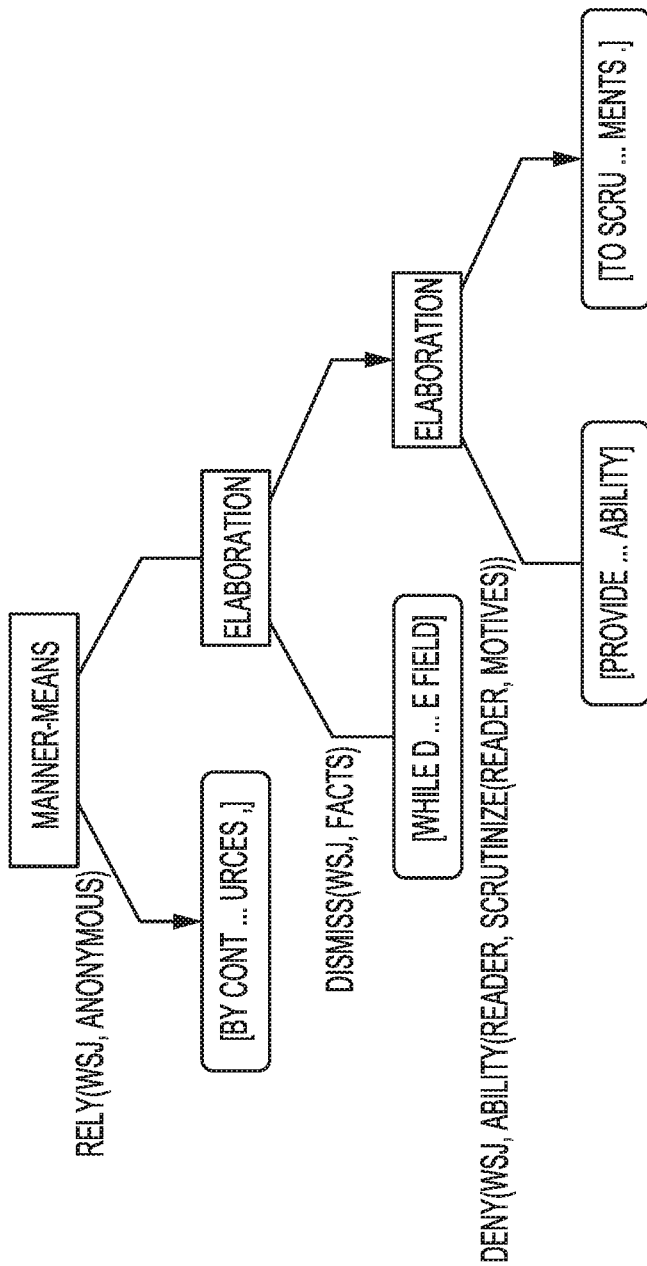 MANNER-MEANS
RELY(WSJ, ANONYMOUS)
[BY CONT ... URCES ,]
ELABORATION
DISMISS(WSJ, FACTS)
[WHILE D ... E FIELD]
ELABORATION
DENY(WSJ, ABILITY(READER, SCRUTINIZE(READER, MOTIVES))
[PROVIDE ... ABILITY]
[TO SCRU ... MENTS .]